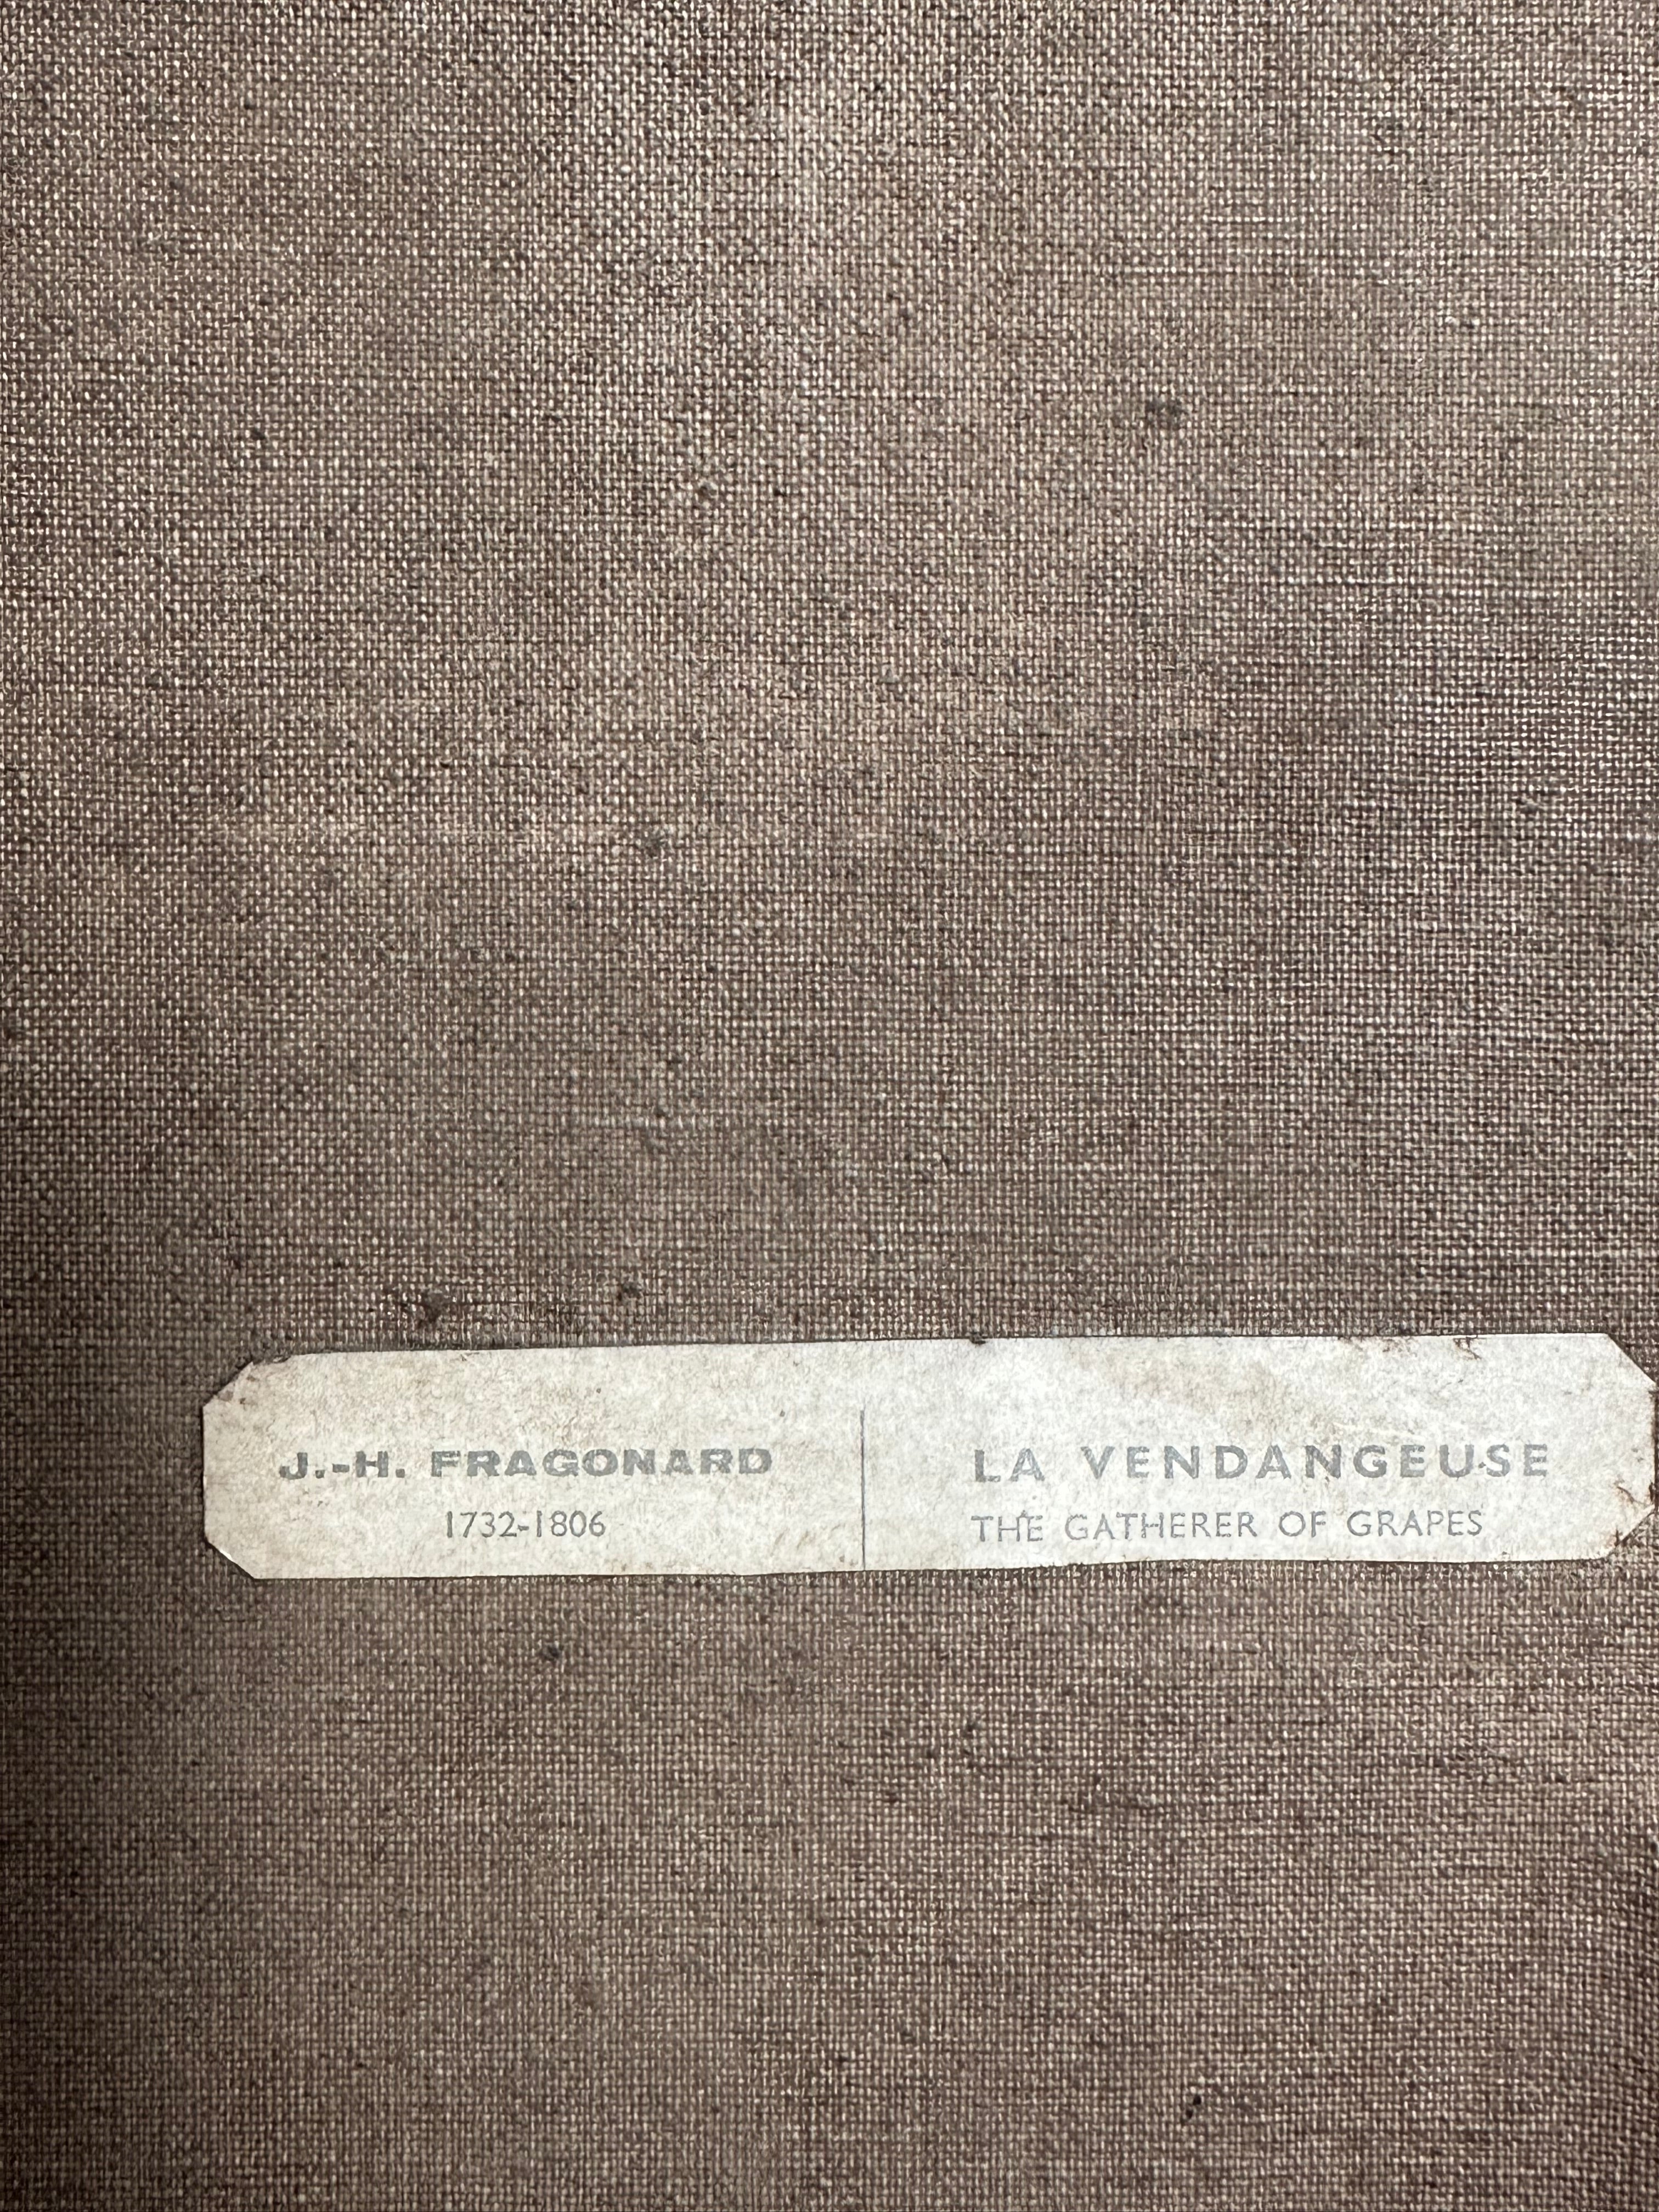 J.-H. FRAGONARD
1732-1806
LA VENDANGEUSE
THE GATHERER OF GRAPES